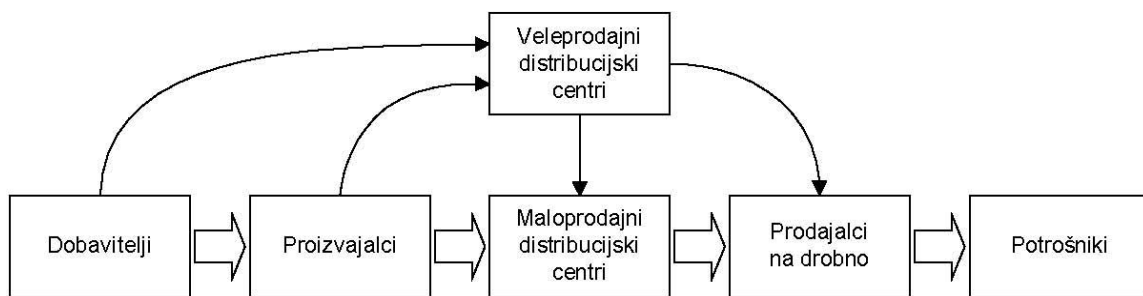 Veleprodajni
distribucijski
centri
Dobavitelji
Proizvajalci
Maloprodajni
distribucijski
centri
Prodajalci
na drobno
Potrošniki